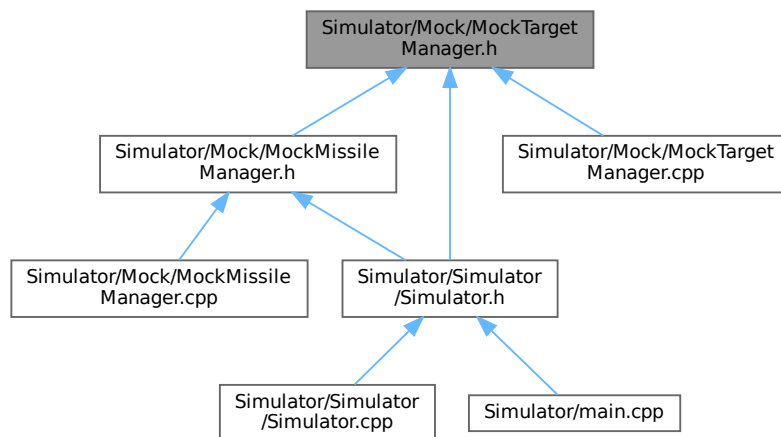 Simulator/Mock/MockTarget
Manager.h
Simulator/Mock/MockMissile
Manager.h
Simulator/Mock/MockTarget
Manager.cpp
Simulator/Mock/MockMissile
Manager.cpp
Simulator/Simulator
/Simulator.h
Simulator/Simulator
/Simulator.cpp
Simulator/main.cpp